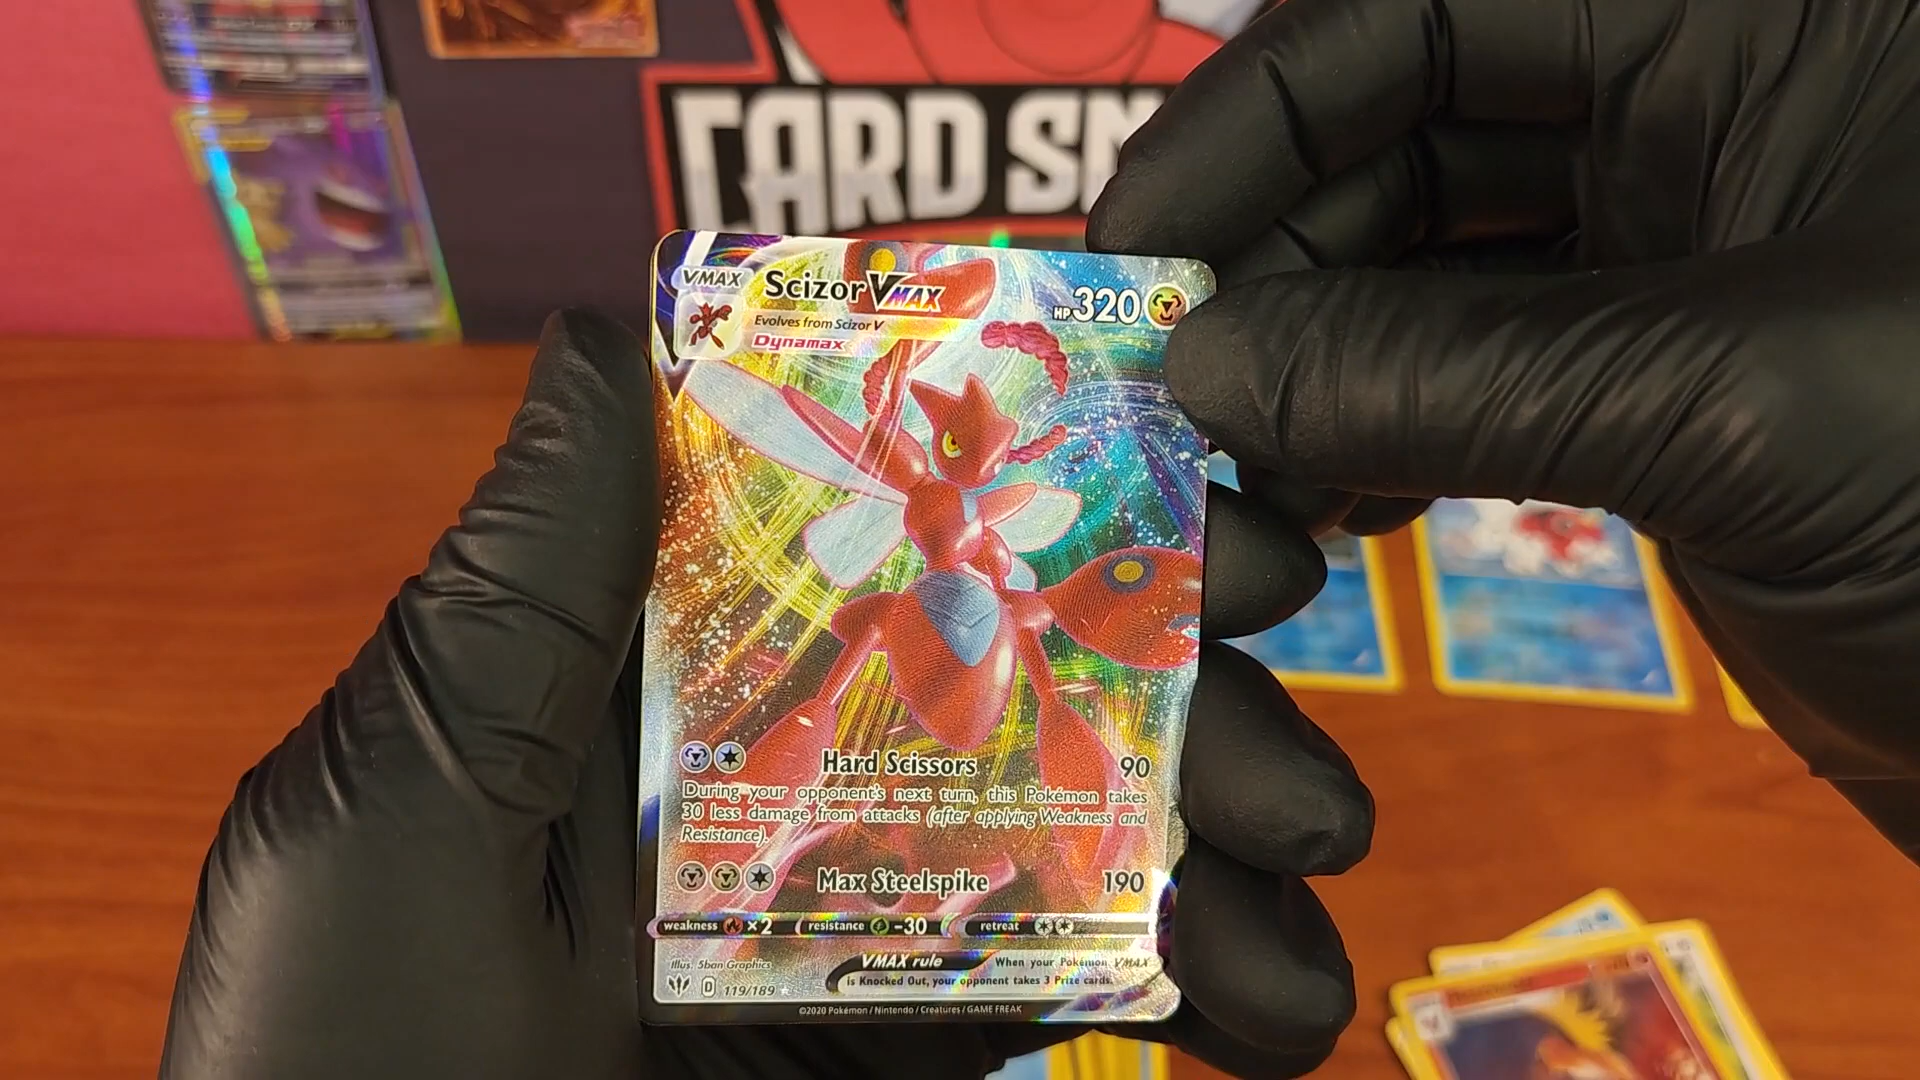 CARD SN
VMAX
Scizor VMAX
HP 320
Evolves from Scizor V
Dynamax
Hard Scissors 90
During your opponent's next turn, this Pokémon takes
30 less damage from attacks (after applying Weakness and
Resistance).
Max Steelspike 190
weakness ×2 resistance -30 retreat
Illus. 5ban Graphics
D 119/189
VMAX rule When your Pokémon VMAX
is Knocked Out, your opponent takes 3 Prize cards.
©2020 Pokémon / Nintendo / Creatures / GAME FREAK